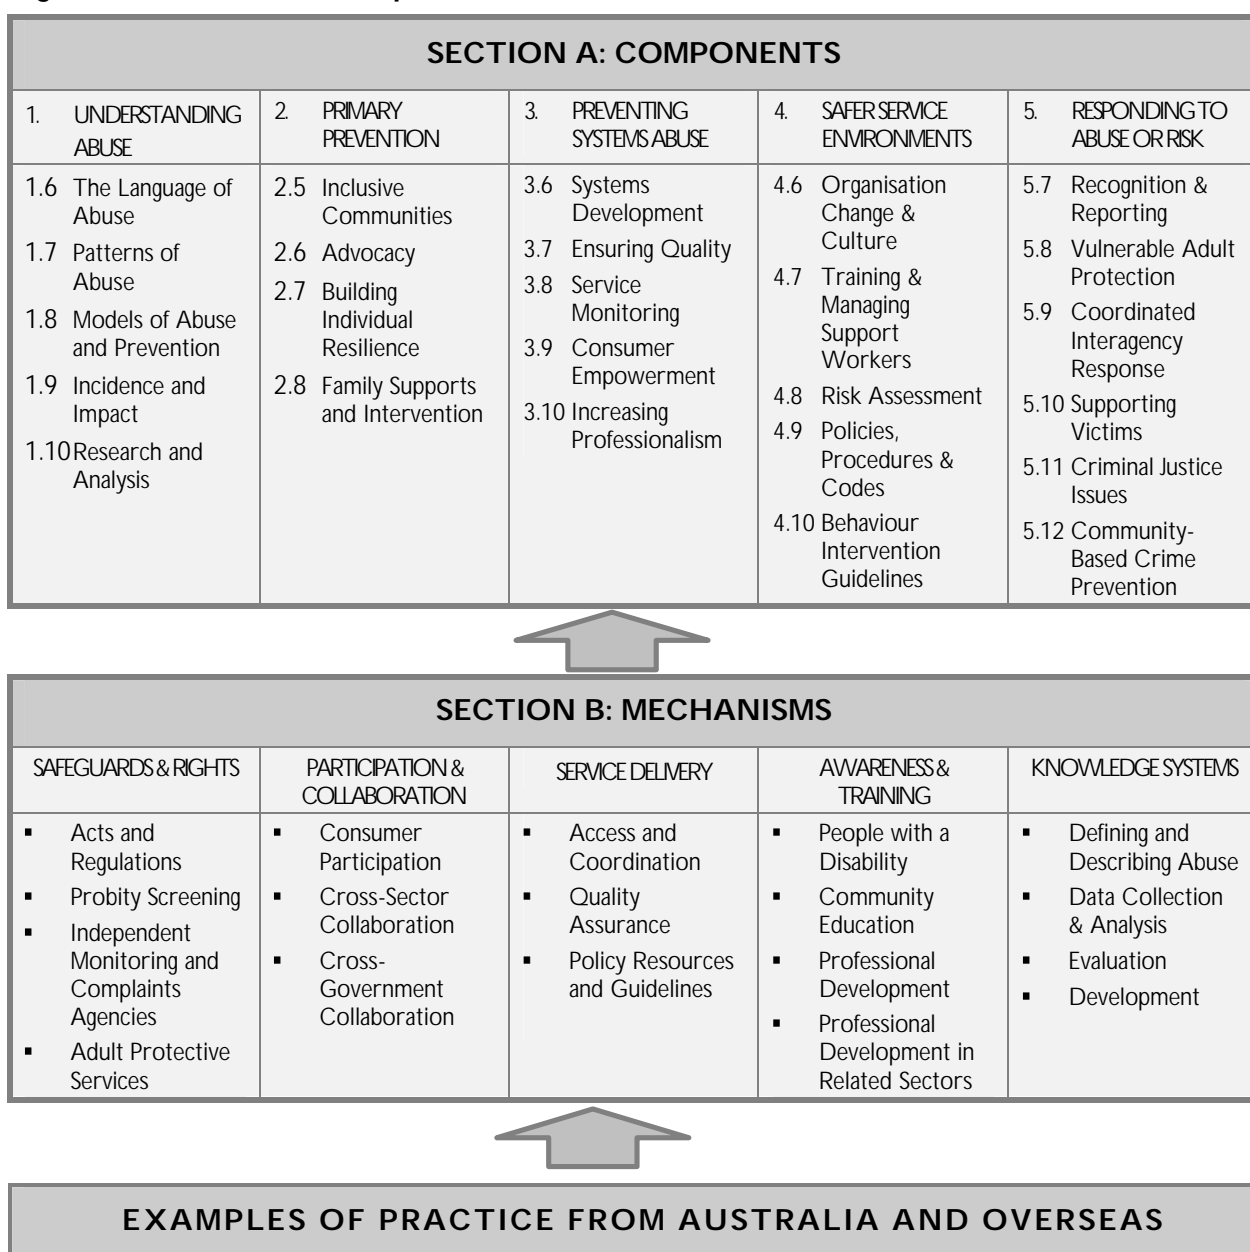 SECTION A: COMPONENTS
1. UNDERSTANDING
ABUSE
1.6 The Language of
Abuse
1.7 Patterns of
Abuse
1.8 Models of Abuse
and Prevention
1.9 Incidence and
Impact
1.10 Research and
Analysis
2. PRIMARY
PREVENTION
2.5 Inclusive
Communities
2.6 Advocacy
2.7 Building
Individual
Resilience
2.8 Family Supports
and Intervention
3. PREVENTING
SYSTEMS ABUSE
3.6 Systems
Development
3.7 Ensuring Quality
3.8 Service
Monitoring
3.9 Consumer
Empowerment
3.10 Increasing
Professionalism
4. SAFER SERVICE
ENVIRONMENTS
4.6 Organisation
Change &
Culture
4.7 Training &
Managing
Support
Workers
4.8 Risk Assessment
4.9 Policies,
Procedures &
Codes
4.10 Behaviour
Intervention
Guidelines
5. RESPONDING TO
ABUSE OR RISK
5.7 Recognition &
Reporting
5.8 Vulnerable Adult
Protection
5.9 Coordinated
Interagency
Response
5.10 Supporting
Victims
5.11 Criminal Justice
Issues
5.12 Community-
Based Crime
Prevention
SECTION B: MECHANISMS
SAFEGUARDS & RIGHTS
▪ Acts and
Regulations
▪ Probity Screening
▪ Independent
Monitoring and
Complaints
Agencies
▪ Adult Protective
Services
PARTICIPATION &
COLLABORATION
▪ Consumer
Participation
▪ Cross-Sector
Collaboration
▪ Cross-
Government
Collaboration
SERVICE DELIVERY
▪ Access and
Coordination
▪ Quality
Assurance
▪ Policy Resources
and Guidelines
AWARENESS &
TRAINING
▪ People with a
Disability
▪ Community
Education
▪ Professional
Development
▪ Professional
Development in
Related Sectors
KNOWLEDGE SYSTEMS
▪ Defining and
Describing Abuse
▪ Data Collection
& Analysis
▪ Evaluation
▪ Development
EXAMPLES OF PRACTICE FROM AUSTRALIA AND OVERSEAS